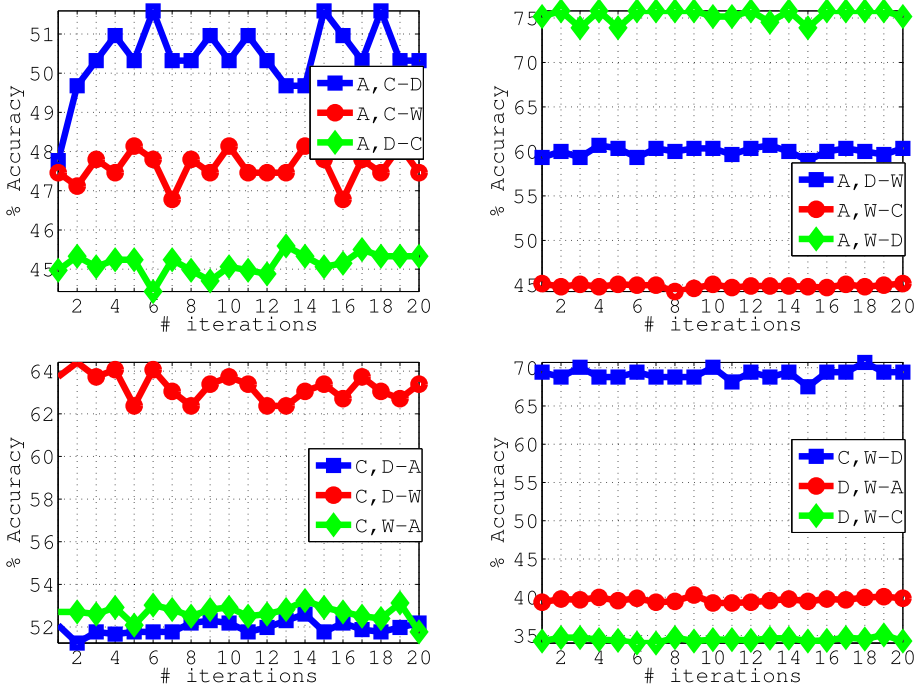 51
50
49
48
47
46
45
% Accuracy
2 4 6 8 10 12 14 16 18 20
# iterations
A,C−D
A,C−W
A,D−C
75
70
65
60
55
50
45
% Accuracy
2 4 6 8 10 12 14 16 18 20
# iterations
A,D−W
A,W−C
A,W−D
64
62
60
58
56
54
52
% Accuracy
2 4 6 8 10 12 14 16 18 20
# iterations
C,D−A
C,D−W
C,W−A
70
65
60
55
50
45
40
35
% Accuracy
2 4 6 8 10 12 14 16 18 20
# iterations
C,W−D
D,W−A
D,W−C